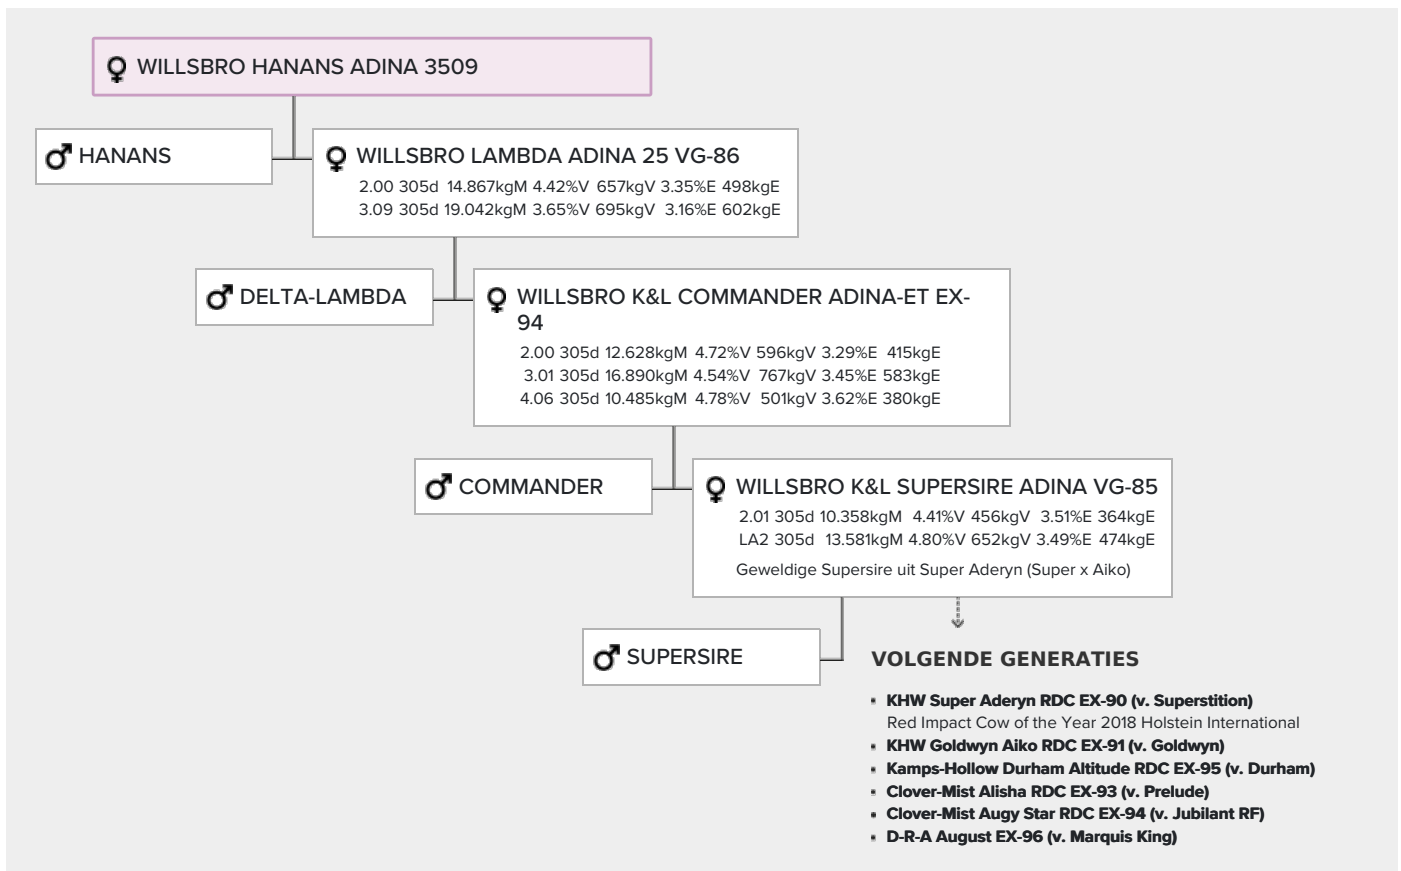 WILLSBRO HANANS ADINA 3509
HANANS
WILLSBRO LAMBDA ADINA 25 VG-86
2.00 305d 14.867kgM 4.42%V 657kgV 3.35%E 498kgE
3.09 305d 19.042kgM 3.65%V 695kgV 3.16%E 602kgE
DELTA-LAMBDA
WILLSBRO K&L COMMANDER ADINA-ET EX-
94
2.00 305d 12.628kgM 4.72%V 596kgV 3.29%E 415kgE
3.01 305d 16.890kgM 4.54%V 767kgV 3.45%E 583kgE
4.06 305d 10.485kgM 4.78%V 501kgV 3.62%E 380kgE
COMMANDER
WILLSBRO K&L SUPERSIRE ADINA VG-85
2.01 305d 10.358kgM 4.41%V 456kgV 3.51%E 364kgE
LA2 305d 13.581kgM 4.80%V 652kgV 3.49%E 474kgE
Geweldige Supersire uit Super Aderyn (Super x Aiko)
SUPERSIRE
VOLGENDE GENERATIES
▪ KHW Super Aderyn RDC EX-90 (v. Superstition)
Red Impact Cow of the Year 2018 Holstein International
▪ KHW Goldwyn Aiko RDC EX-91 (v. Goldwyn)
▪ Kamps-Hollow Durham Altitude RDC EX-95 (v. Durham)
▪ Clover-Mist Alisha RDC EX-93 (v. Prelude)
▪ Clover-Mist Augy Star RDC EX-94 (v. Jubilant RF)
▪ D-R-A August EX-96 (v. Marquis King)